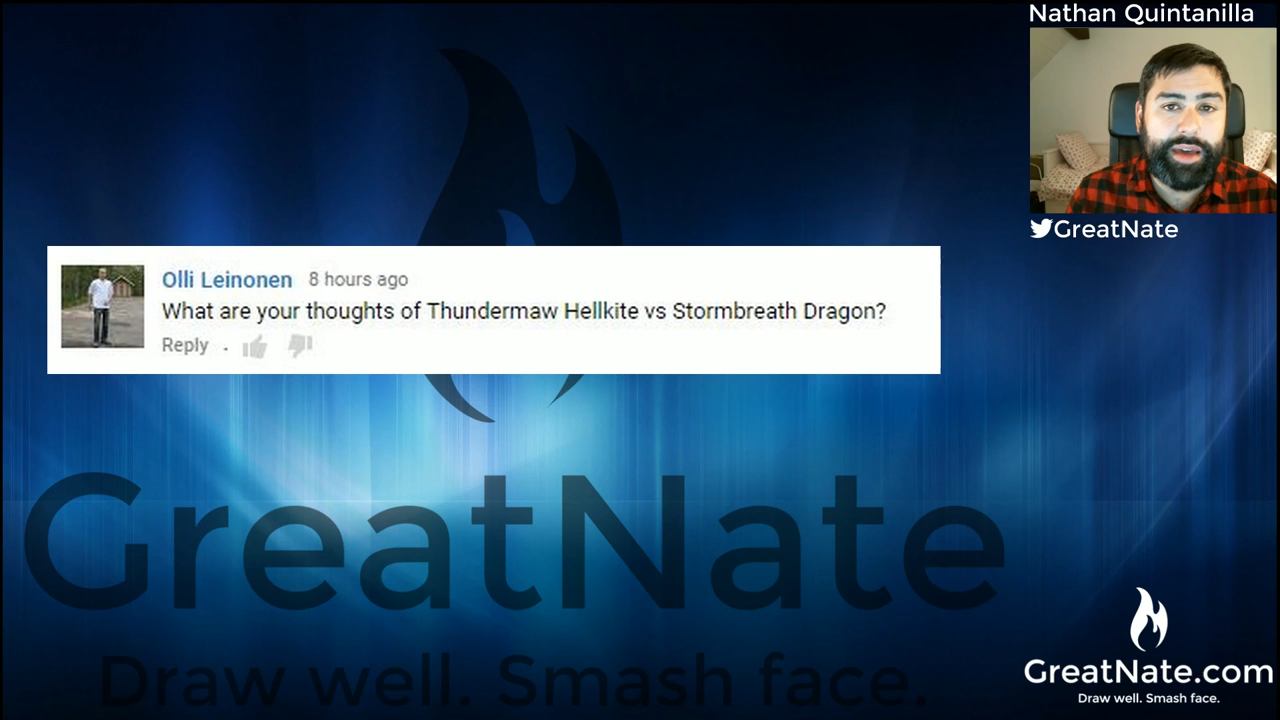 Nathan Quintanilla
GreatNate
Olli Leinonen 8 hours ago
What are your thoughts of Thundermaw Hellkite vs Stormbreath Dragon?
Reply .
GreatNate
Draw well. Smash face.
GreatNate.com
Draw well. Smash face.